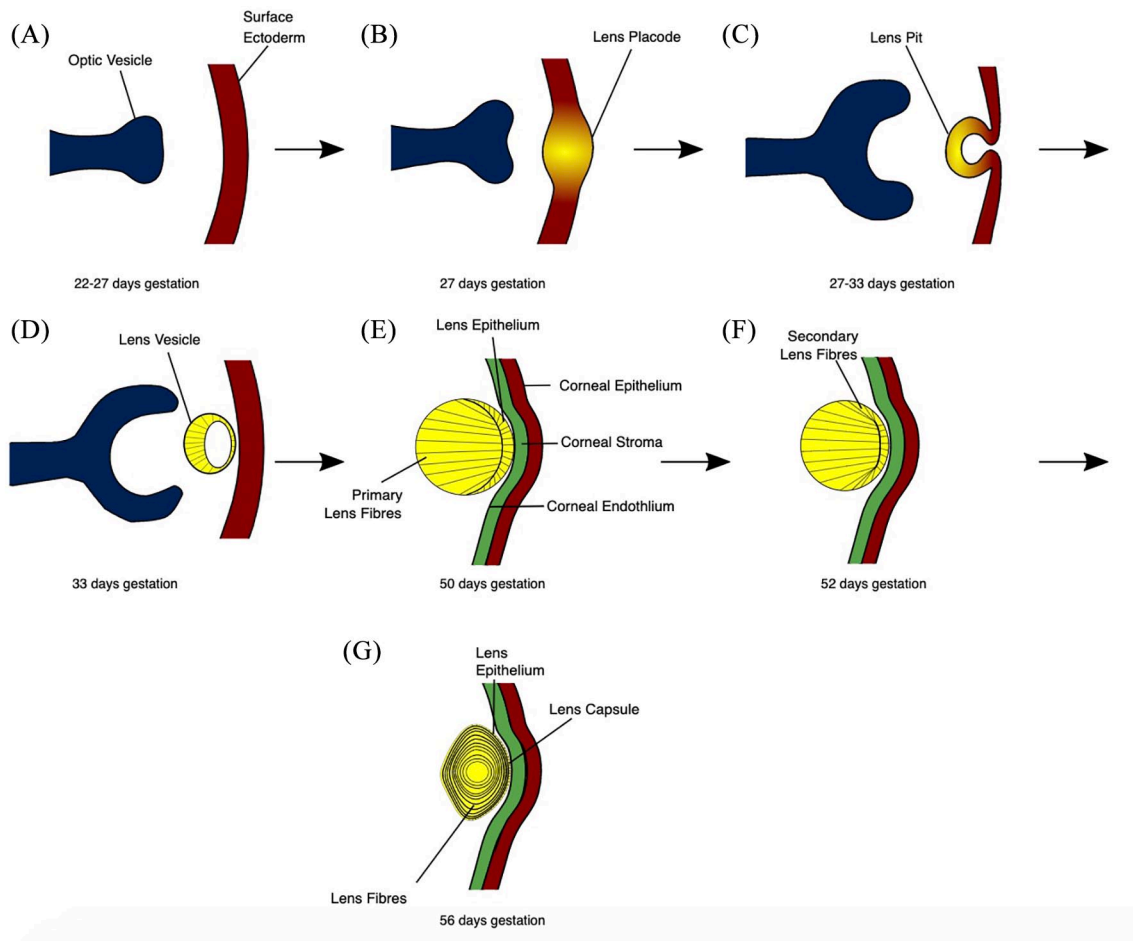 (A)
Surface
Ectoderm
Optic Vesicle
22-27 days gestation
(B)
Lens Placode
27 days gestation
(C)
Lens Pit
27-33 days gestation
(D)
Lens Vesicle
33 days gestation
(E)
Lens Epithelium
Corneal Epithelium
Corneal Stroma
Primary
Lens Fibres
Corneal Endothlium
50 days gestation
(F)
Secondary
Lens Fibres
52 days gestation
(G)
Lens
Epithelium
Lens Capsule
Lens Fibres
56 days gestation